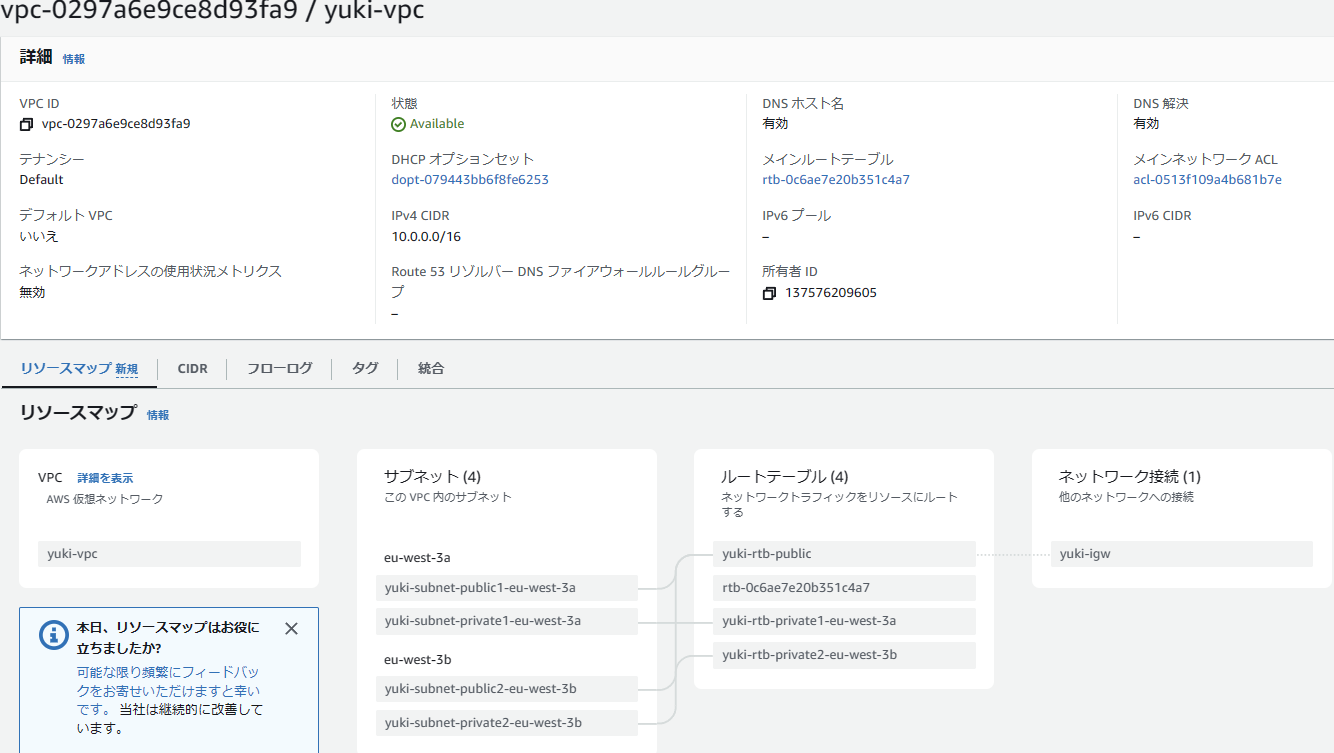 vpc-0297a6e9ce8d93fa9 / yuki-vpc
詳細 情報
VPC ID
vpc-0297a6e9ce8d93fa9
状態
Available
DNS ホスト名
有効
DNS 解決
有効
テナンシー
Default
DHCP オプションセット
dopt-079443bb6f8fe6253
メインルートテーブル
rtb-0c6ae7e20b351c4a7
メインネットワーク ACL
acl-0513f109a4b681b7e
デフォルト VPC
いいえ
IPv4 CIDR
10.0.0.0/16
IPv6 プール
–
IPv6 CIDR
–
ネットワークアドレスの使用状況メトリクス
無効
Route 53 リゾルバー DNS ファイアウォールルールグルー
プ
–
所有者 ID
137576209605
リソースマップ 新規
CIDR
フローログ
タグ
統合
リソースマップ 情報
VPC 詳細を表示
AWS 仮想ネットワーク
yuki-vpc
サブネット (4)
この VPC 内のサブネット
eu-west-3a
yuki-subnet-public1-eu-west-3a
yuki-subnet-private1-eu-west-3a
eu-west-3b
yuki-subnet-public2-eu-west-3b
yuki-subnet-private2-eu-west-3b
ルートテーブル (4)
ネットワークトラフィックをリソースにルート
する
yuki-rtb-public
rtb-0c6ae7e20b351c4a7
yuki-rtb-private1-eu-west-3a
yuki-rtb-private2-eu-west-3b
ネットワーク接続 (1)
他のネットワークへの接続
yuki-igw
本日、リソースマップはお役に
立ちましたか?
可能な限り頻繁にフィードバッ
クをお寄せいただけますと幸い
です。 当社は継続的に改善して
います。